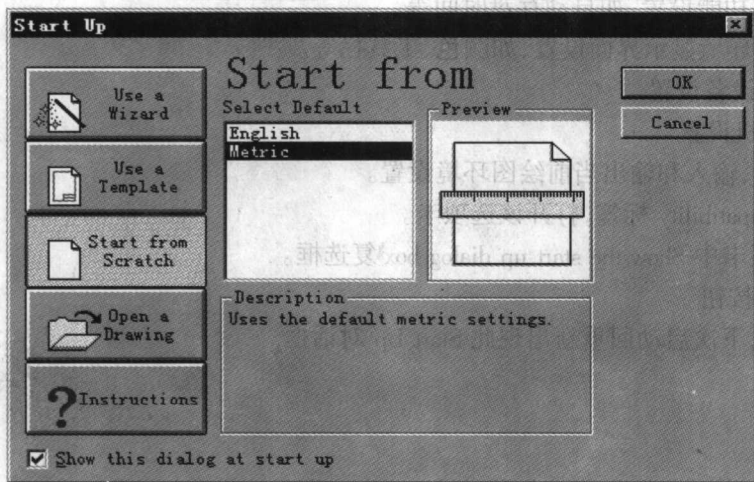 Start Up
Use a
Wizard
Use a
Template
Start from
Scratch
Open a
Drawing
Instructions
Start from
Select Default
English
Metric
Preview
Description
Uses the default metric settings.
OK
Cancel
Show this dialog at start up